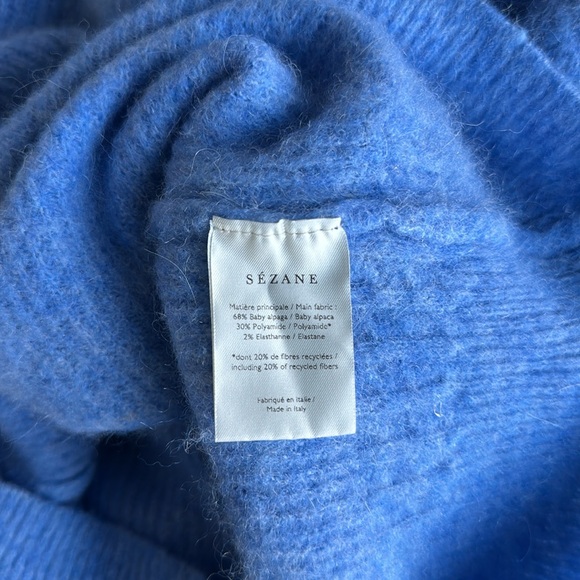 SÉZANE
Matière principale / Main fabric :
68% Baby alpaga / Baby alpaca
30% Polyamide / Polyamide*
2% Elasthanne / Elastane
*dont 20% de fibres recyclées /
including 20% of recycled fibers
Fabriqué en Italie /
Made in Italy